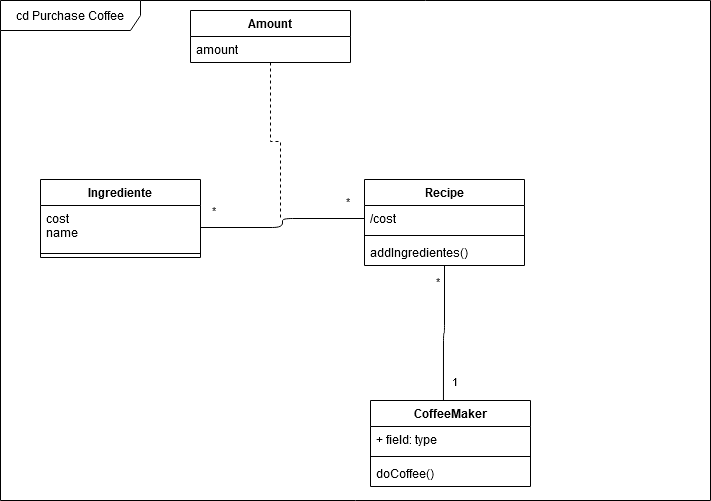 cd Purchase Coffee
Amount
amount
Ingrediente
cost
name
*
*
Recipe
/cost
addIngredientes()
*
1
CoffeeMaker
+ field: type
doCoffee()